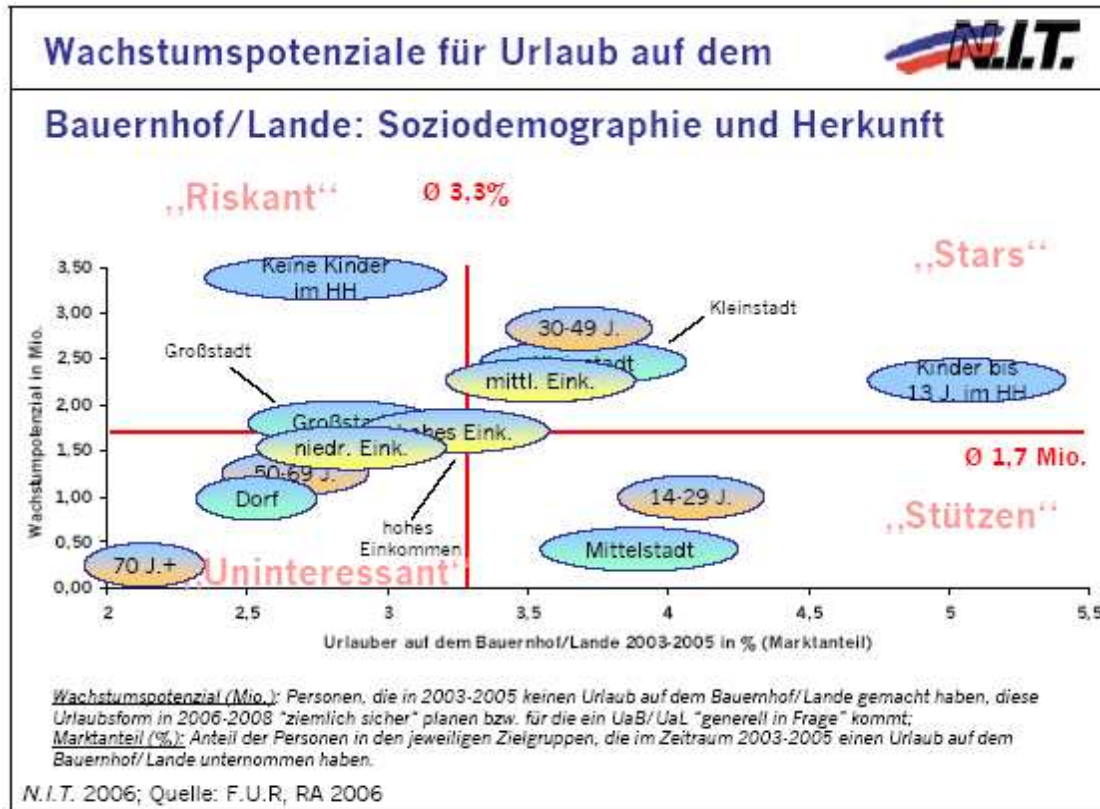 Wachstumspotenziale für Urlaub auf dem
N.I.T.
Bauernhof/Lande: Soziodemographie und Herkunft
„Riskant“
Ø 3,3%
„Stars“
3,50
3,00
2,50
2,00
1,50
1,00
0,50
0,00
Wachstumpotenzial in Mio.
Keine Kinder
im HH
30-49 J.
Kleinstadt
Großstadt
mittl. Eink.
Kinder bis
13 J. im HH
Großsta
hohes Eink.
niedr. Eink.
Ø 1,7 Mio.
50-69 J.
Dorf
14-29 J.
„Stützen“
hohes
Einkommen
Mittelstadt
70 J.+
„Uninteressant“
2
2,5
3
3,5
4
4,5
5
5,5
Urlauber auf dem Bauernhof/Lande 2003-2005 in % (Marktanteil)
Wachstumspotenzial (Mio.): Personen, die in 2003-2005 keinen Urlaub auf dem Bauernhof/Lande gemacht haben, diese
Urlaubsform in 2006-2008 "ziemlich sicher" planen bzw. für die ein UaB/UaL "generell in Frage" kommt;
Marktanteil (%): Anteil der Personen in den jeweiligen Zielgruppen, die im Zeitraum 2003-2005 einen Urlaub auf dem
Bauernhof/Lande unternommen haben.
N.I.T. 2006; Quelle: F.U.R, RA 2006